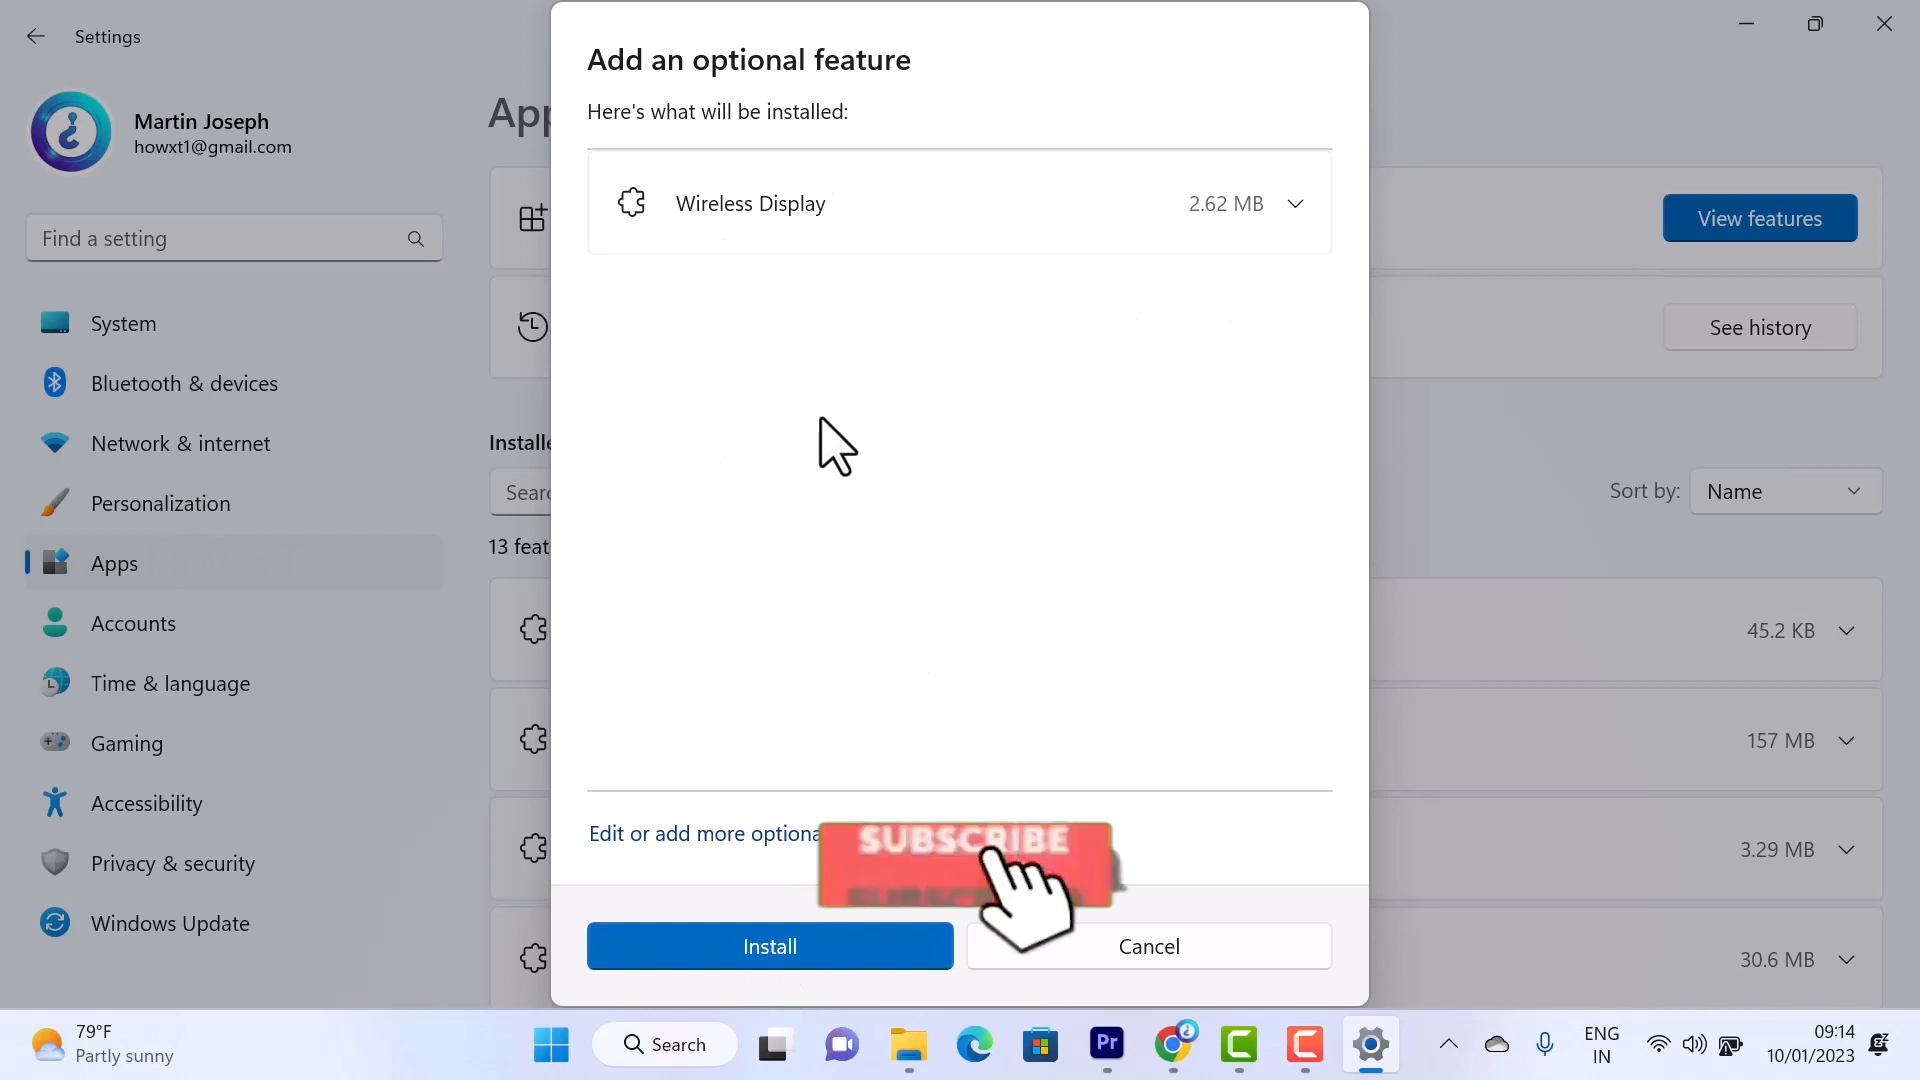 Settings
Martin Joseph
howxt1@gmail.com
Find a setting
System
Bluetooth & devices
Network & internet
Personalization
Apps
Accounts
Time & language
Gaming
Accessibility
Privacy & security
Windows Update
App
View features
See history
Installe
Sear
Sort by: Name
13 feat
45.2 KB
157 MB
3.29 MB
30.6 MB
Add an optional feature
Here's what will be installed:
Wireless Display 2.62 MB
Edit or add more optiona
SUBSCRIBE
Install
Cancel
79°F
Partly sunny
Search
Pr
ENG
IN
09:14
10/01/2023